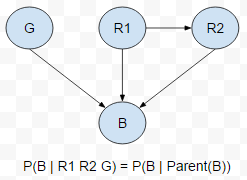 G
R1
R2
B
P(B | R1 R2 G) = P(B | Parent(B))